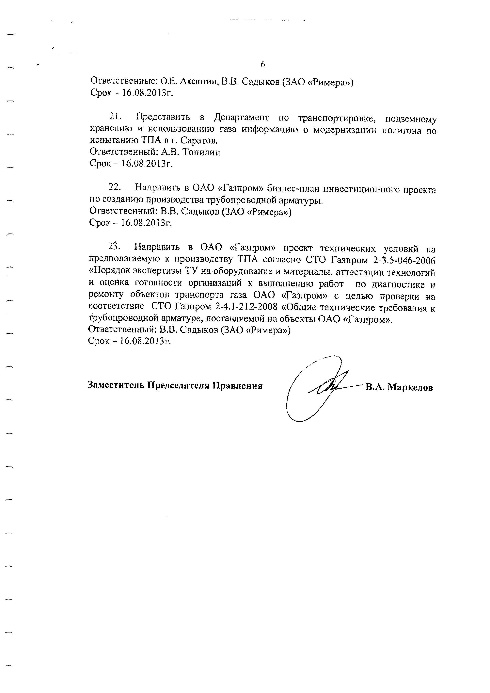 6
Ответственные: О.Е. Аксютин, В.В. Садыков (ЗАО «Римера»)
Срок – 16.08.2013г.
21. Представить в Департамент по транспортировке, подземному
хранению и использованию газа информацию о модернизации полигона по
испытанию ТПА в г. Саратов.
Ответственный: А.В. Топилин
Срок – 16.08.2013г.
22. Направить в ОАО «Газпром» бизнес-план инвестиционного проекта
по созданию производства трубопроводной арматуры.
Ответственный: В.В. Садыков (ЗАО «Римера»)
Срок – 16.08.2013г.
23. Направить в ОАО «Газпром» проект технических условий на
предполагаемую к производству ТПА согласно СТО Газпром 2-3.5-046-2006
«Порядок экспертизы ТУ на оборудование и материалы, аттестации технологий
и оценка готовности организаций к выполнению работ по диагностике и
ремонту объектов транспорта газа ОАО «Газпром» с целью проверки на
соответствие СТО Газпром 2-4.1-212-2008 «Общие технические требования к
трубопроводной арматуре, поставляемой на объекты ОАО «Газпром».
Ответственный: В.В. Садыков (ЗАО «Римера»)
Срок – 16.08.2013г.
Заместитель Председателя Правления В.А. Маркелов